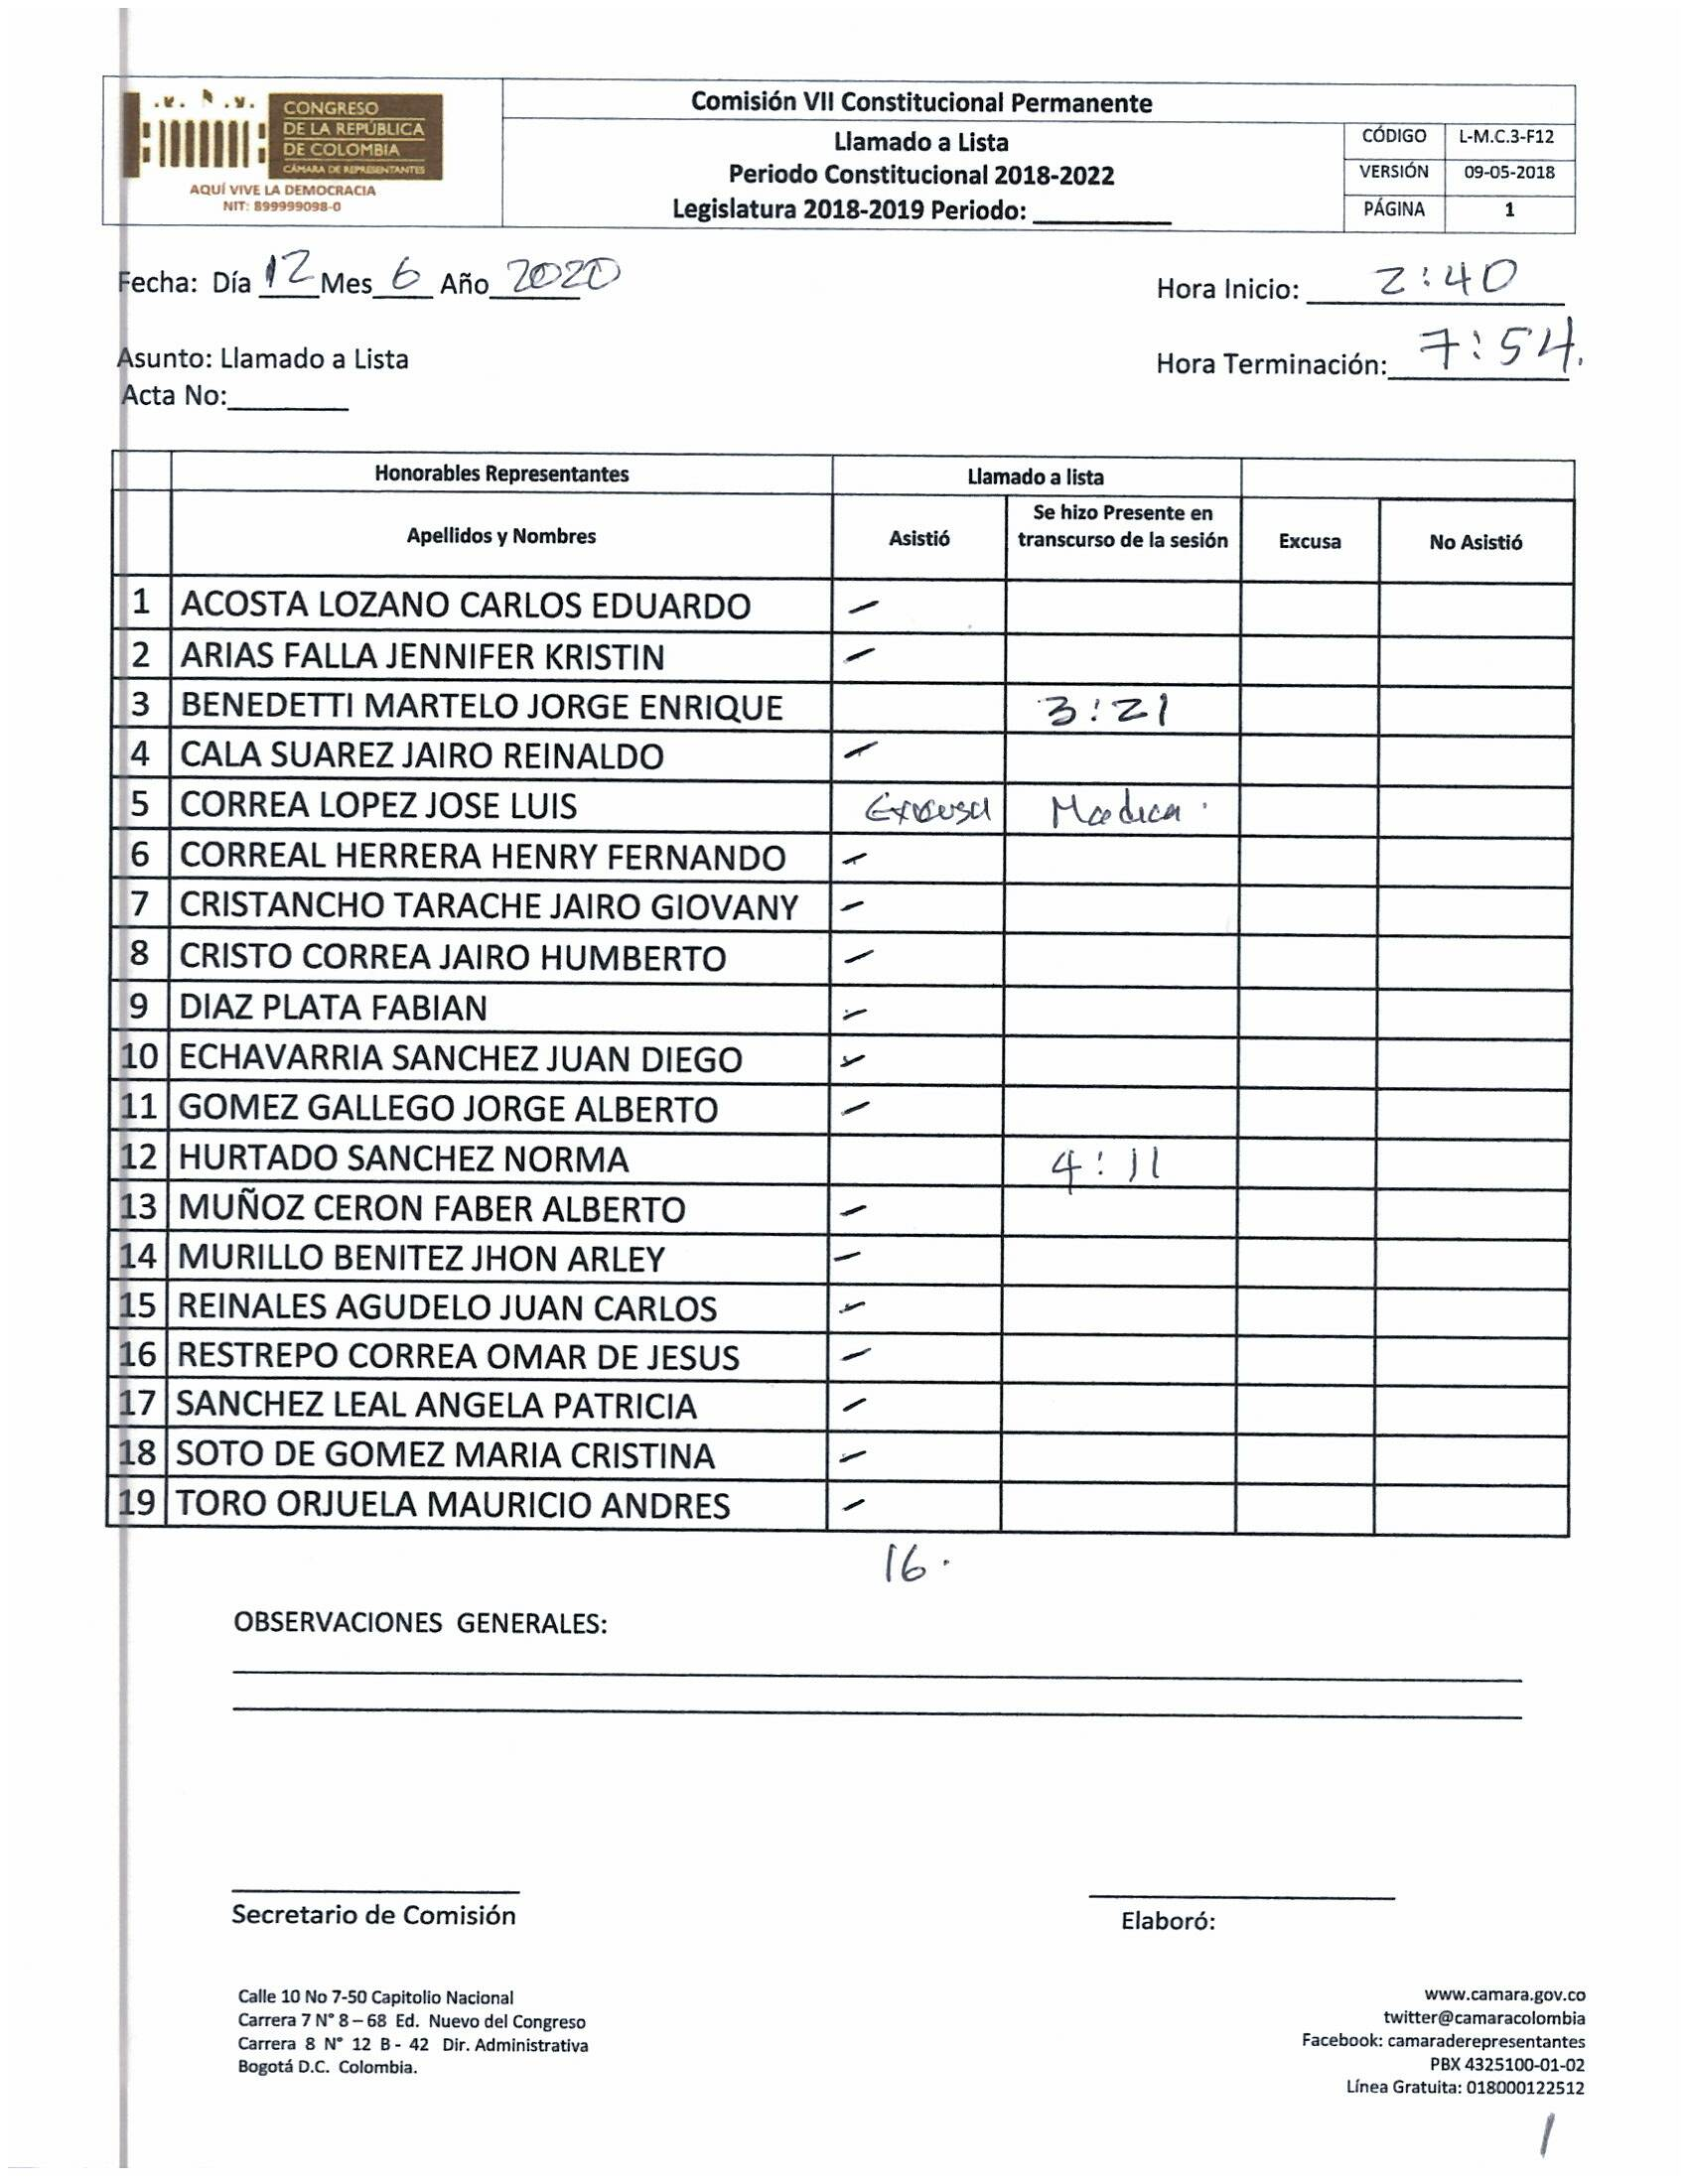 CONGRESO
DE LA REPÚBLICA
DE COLOMBIA
CÁMARA DE REPRESENTANTES
AQUÍ VIVE LA DEMOCRACIA
NIT: 899999098-0
Comisión VII Constitucional Permanente
Llamado a Lista
Periodo Constitucional 2018-2022
Legislatura 2018-2019 Periodo: __________
CÓDIGO L-M.C.3-F12
VERSIÓN 09-05-2018
PÁGINA 1
Fecha: Día 12 Mes 6 Año 2020
Hora Inicio: 2:40
Asunto: Llamado a Lista
Hora Terminación: 7:54.
Acta No:________
Honorables Representantes Llamado a lista
Apellidos y Nombres Asistió Se hizo Presente en transcurso de la sesión Excusa No Asistió
1 ACOSTA LOZANO CARLOS EDUARDO –
2 ARIAS FALLA JENNIFER KRISTIN –
3 BENEDETTI MARTELO JORGE ENRIQUE 3:21
4 CALA SUAREZ JAIRO REINALDO –
5 CORREA LOPEZ JOSE LUIS Excusa Medica.
6 CORREAL HERRERA HENRY FERNANDO –
7 CRISTANCHO TARACHE JAIRO GIOVANY –
8 CRISTO CORREA JAIRO HUMBERTO –
9 DIAZ PLATA FABIAN –
10 ECHAVARRIA SANCHEZ JUAN DIEGO –
11 GOMEZ GALLEGO JORGE ALBERTO –
12 HURTADO SANCHEZ NORMA 4:11
13 MUÑOZ CERON FABER ALBERTO –
14 MURILLO BENITEZ JHON ARLEY –
15 REINALES AGUDELO JUAN CARLOS –
16 RESTREPO CORREA OMAR DE JESUS –
17 SANCHEZ LEAL ANGELA PATRICIA –
18 SOTO DE GOMEZ MARIA CRISTINA –
19 TORO ORJUELA MAURICIO ANDRES –
16.
OBSERVACIONES GENERALES:
Secretario de Comisión
Elaboró:
Calle 10 No 7-50 Capitolio Nacional
Carrera 7 N° 8 – 68 Ed. Nuevo del Congreso
Carrera 8 N° 12 B - 42 Dir. Administrativa
Bogotá D.C. Colombia.
www.camara.gov.co
twitter@camaracolombia
Facebook: camaraderepresentantes
PBX 4325100-01-02
Línea Gratuita: 018000122512
1